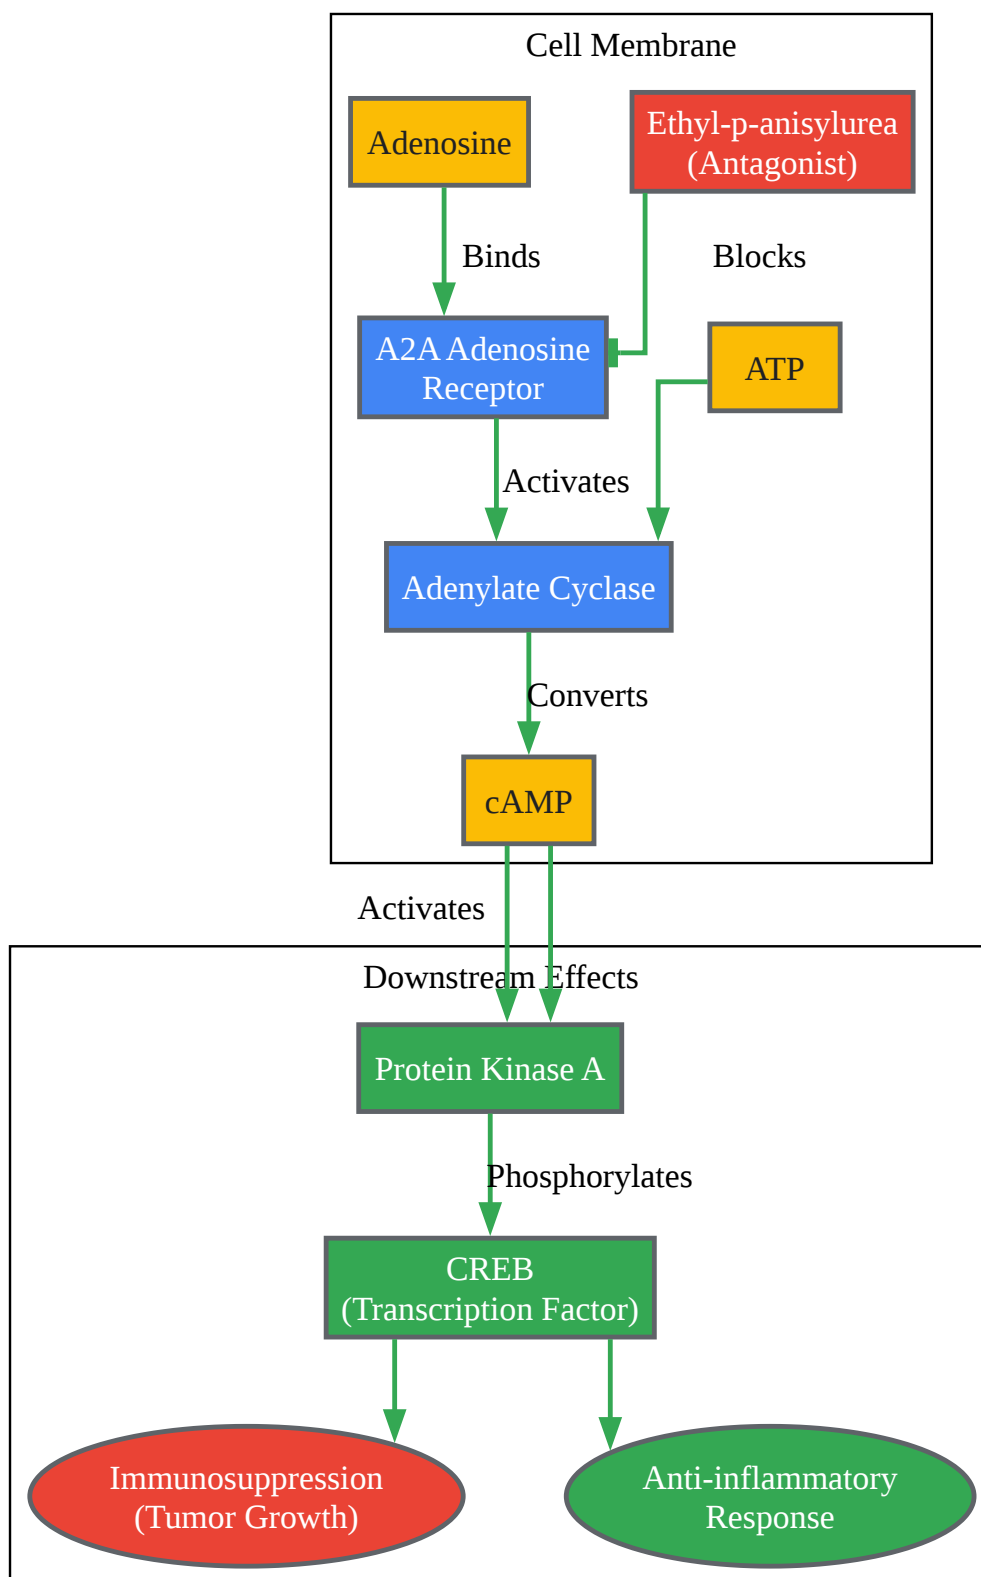 Cell Membrane
Adenosine
Ethyl-p-anisylurea
(Antagonist)
Binds
Blocks
A2A Adenosine
Receptor
ATP
Activates
Adenylate Cyclase
Converts
cAMP
Activates
Downstream Effects
Protein Kinase A
Phosphorylates
CREB
(Transcription Factor)
Immunosuppression
(Tumor Growth)
Anti-inflammatory
Response